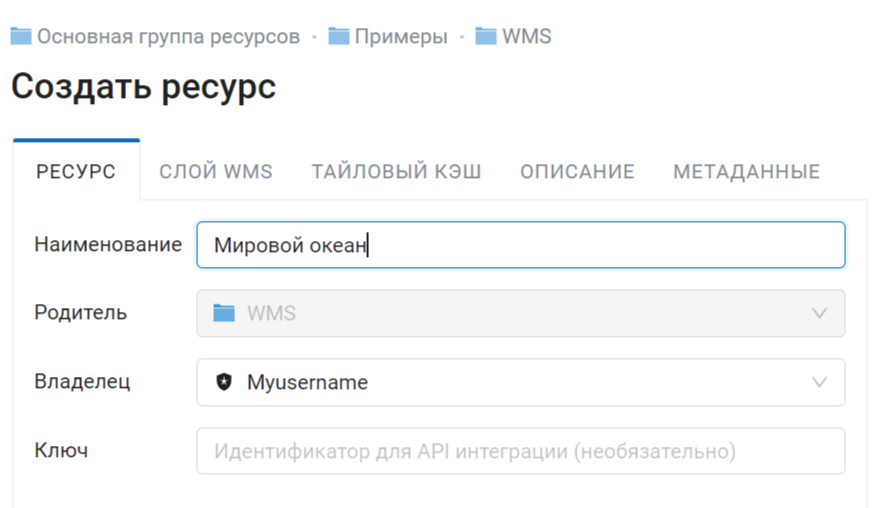 Основная группа ресурсов · Примеры · WMS
Создать ресурс
РЕСУРС СЛОЙ WMS ТАЙЛОВЫЙ КЭШ ОПИСАНИЕ МЕТАДАННЫЕ
Наименование Мировой океан
Родитель WMS
Владелец Myusername
Ключ Идентификатор для API интеграции (необязательно)